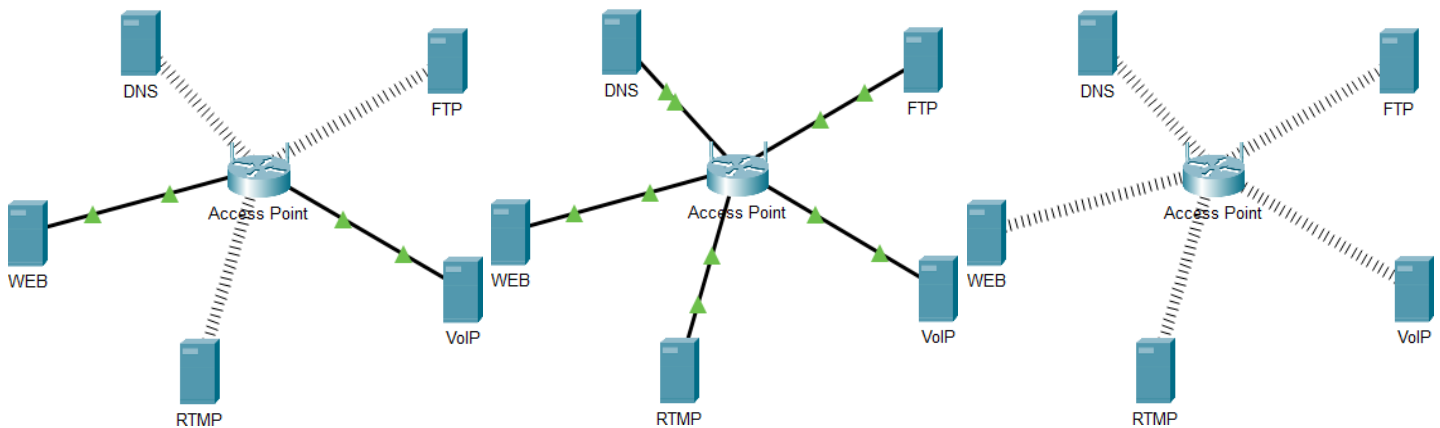 DNS
FTP
Access Point
WEB
VoIP
RTMP
DNS
FTP
Access Point
WEB
VoIP
RTMP
DNS
FTP
Access Point
WEB
VoIP
RTMP